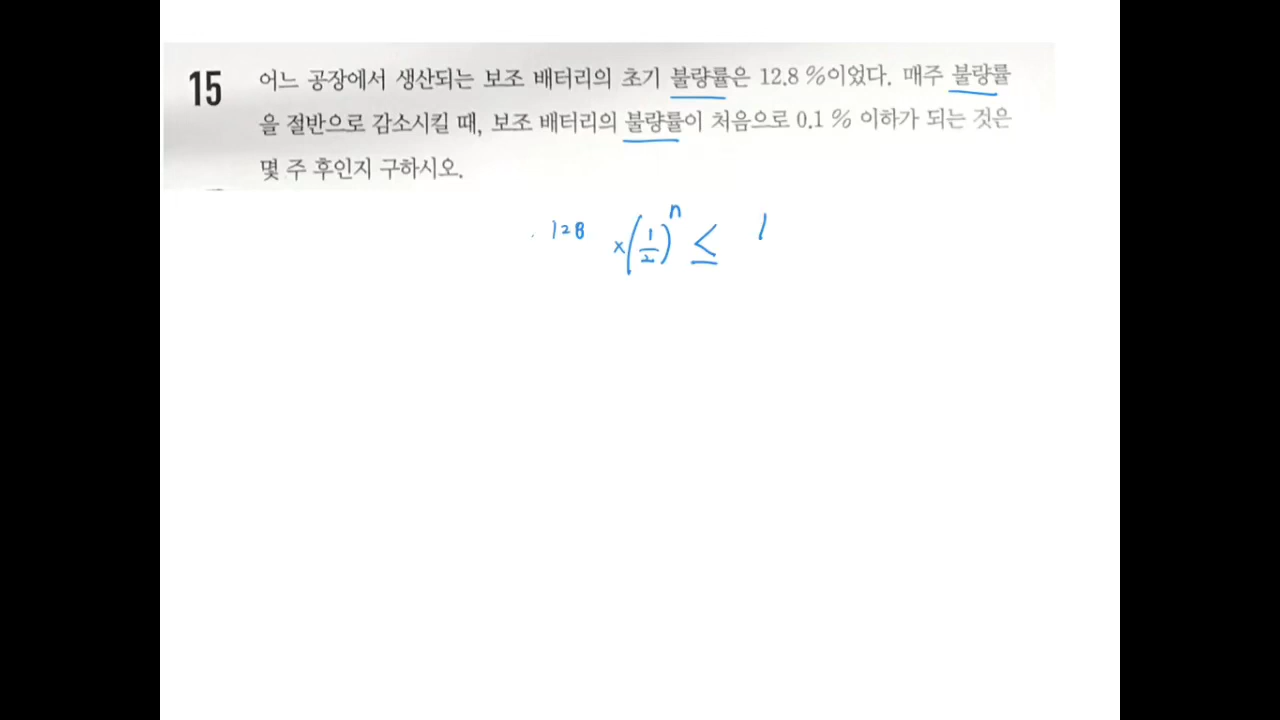 15 어느 공장에서 생산되는 보조 배터리의 초기 불량률은 12.8 %이었다. 매주 불량률
을 절반으로 감소시킬 때, 보조 배터리의 불량률이 처음으로 0.1 % 이하가 되는 것은
몇 주 후인지 구하시오.
128 × (1/2)^n ≤ 1